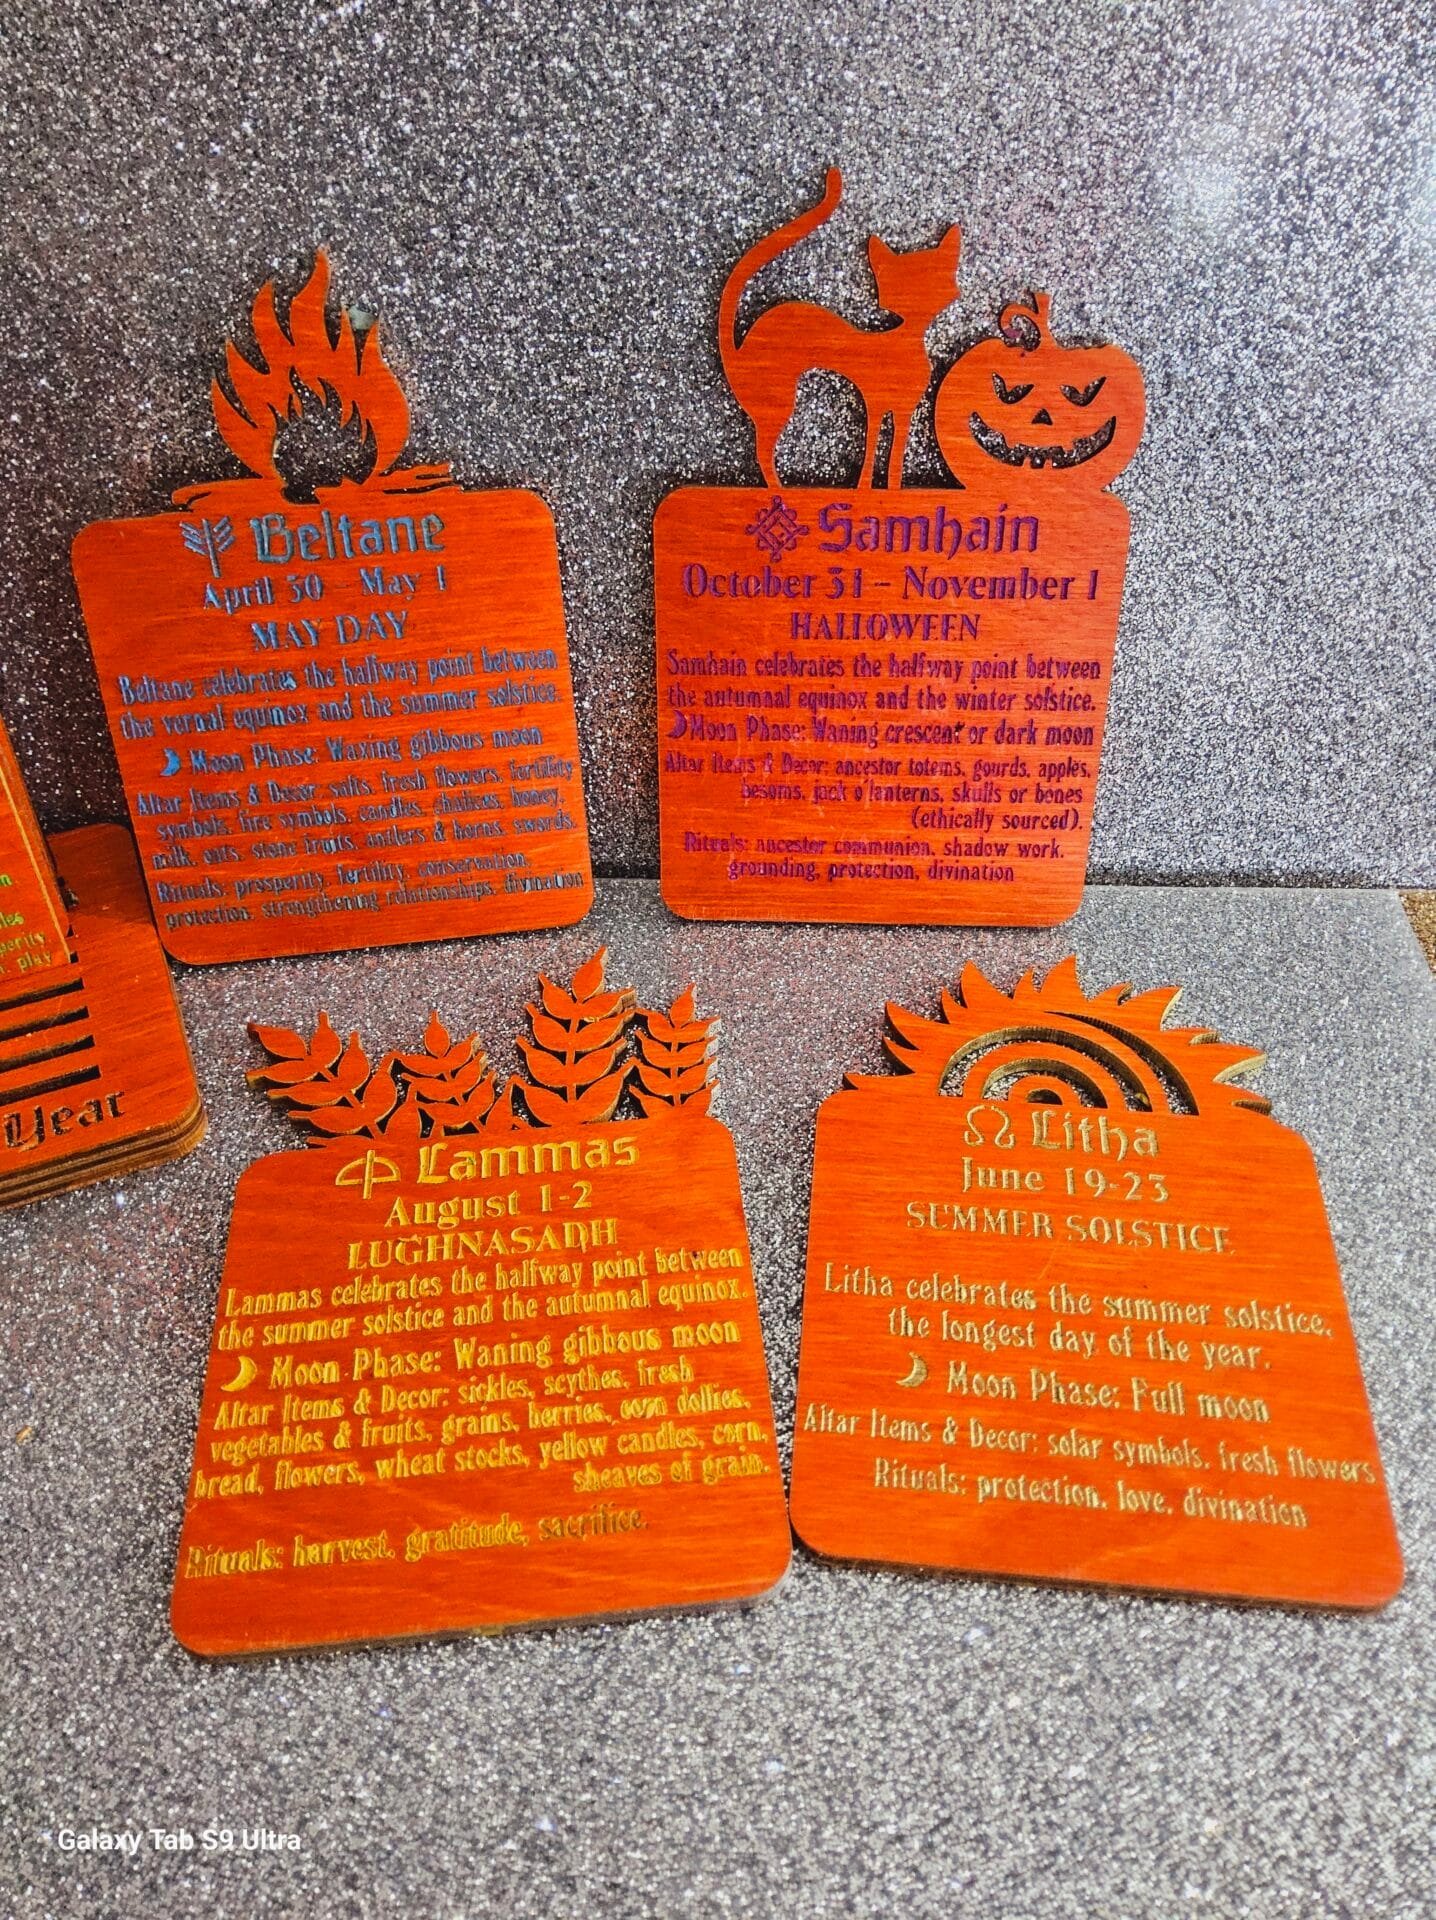 Beltane
April 30 - May 1
MAY DAY
Beltane celebrates the halfway point between
the vernal equinox and the summer solstice.
Moon Phase: Waxing gibbous moon
Altar Items & Decor: salts, fresh flowers, fertility
symbols, fire symbols, candles, chalices, honey,
milk, oats, stone fruits, antlers & horns, swords,
Rituals: prosperity, fertility, conservation,
protection, strengthening relationships, divination
Samhain
October 31 – November 1
HALLOWEEN
Samhain celebrates the halfway point between
the autumnal equinox and the winter solstice.
Moon Phase: Waning crescent or dark moon
Altar Items & Decor: ancestor totems, gourds, apples,
besoms, jack o'lanterns, skulls or bones
(ethically sourced).
Rituals: ancestor communion, shadow work,
grounding, protection, divination
play
Year
Lammas
August 1-2
LUGHNASADH
Lammas celebrates the halfway point between
the summer solstice and the autumnal equinox.
Moon Phase: Waning gibbous moon
Altar Items & Decor: sickles, scythes, fresh
vegetables & fruits, grains, berries, corn dollies,
bread, flowers, wheat stocks, yellow candles, corn,
sheaves of grain.
Rituals: harvest, gratitude, sacrifice.
Litha
June 19-23
SUMMER SOLSTICE
Litha celebrates the summer solstice,
the longest day of the year.
Moon Phase: Full moon
Altar Items & Decor: solar symbols, fresh flowers
Rituals: protection, love, divination
Galaxy Tab S9 Ultra